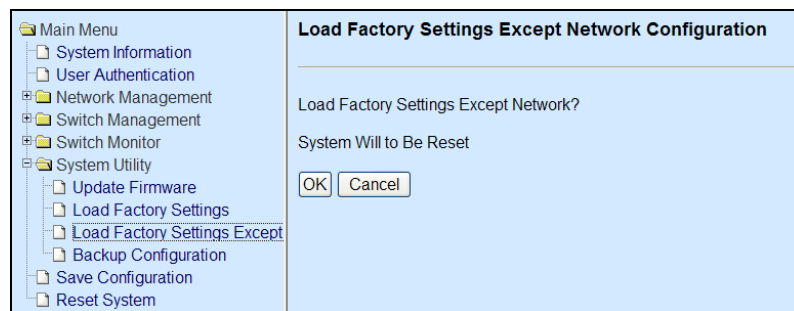 Main Menu
System Information
User Authentication
Network Management
Switch Management
Switch Monitor
System Utility
Update Firmware
Load Factory Settings
Load Factory Settings Except
Backup Configuration
Save Configuration
Reset System
Load Factory Settings Except Network Configuration
Load Factory Settings Except Network?
System Will to Be Reset
OK Cancel